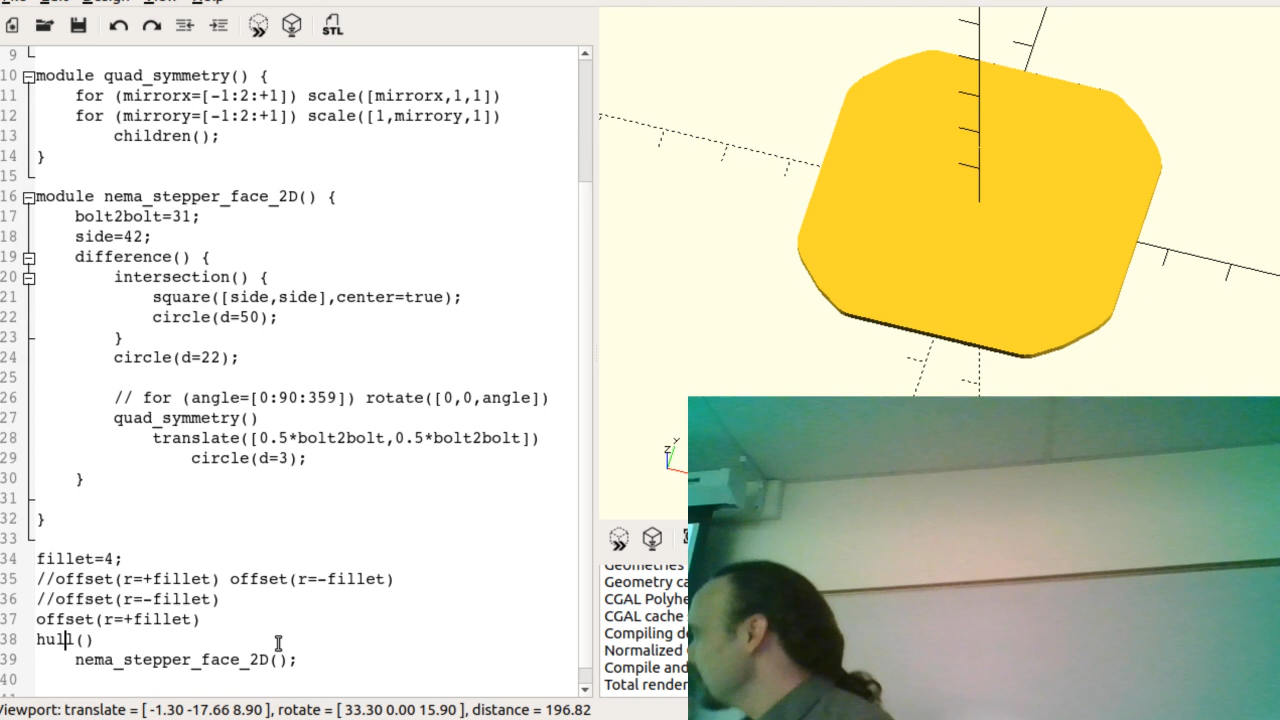 STL
9
10 module quad_symmetry() {
11 for (mirrorx=[-1:2:+1]) scale([mirrorx,1,1])
12 for (mirrory=[-1:2:+1]) scale([1,mirrory,1])
13 children();
14 }
15
16 module nema_stepper_face_2D() {
17 bolt2bolt=31;
18 side=42;
19 difference() {
20 intersection() {
21 square([side,side],center=true);
22 circle(d=50);
23 }
24 circle(d=22);
25
26 // for (angle=[0:90:359]) rotate([0,0,angle])
27 quad_symmetry()
28 translate([0.5*bolt2bolt,0.5*bolt2bolt])
29 circle(d=3);
30 }
31
32 }
33
34 fillet=4;
35 //offset(r=+fillet) offset(r=-fillet)
36 //offset(r=-fillet)
37 offset(r=+fillet)
38 hull()
39 nema_stepper_face_2D();
40
Z
Y
Geometries
Geometry ca
CGAL Polyhe
CGAL cache
Compiling de
Normalized
Compile and
Total render
Viewport: translate = [ -1.30 -17.66 8.90 ], rotate = [ 33.30 0.00 15.90 ], distance = 196.82